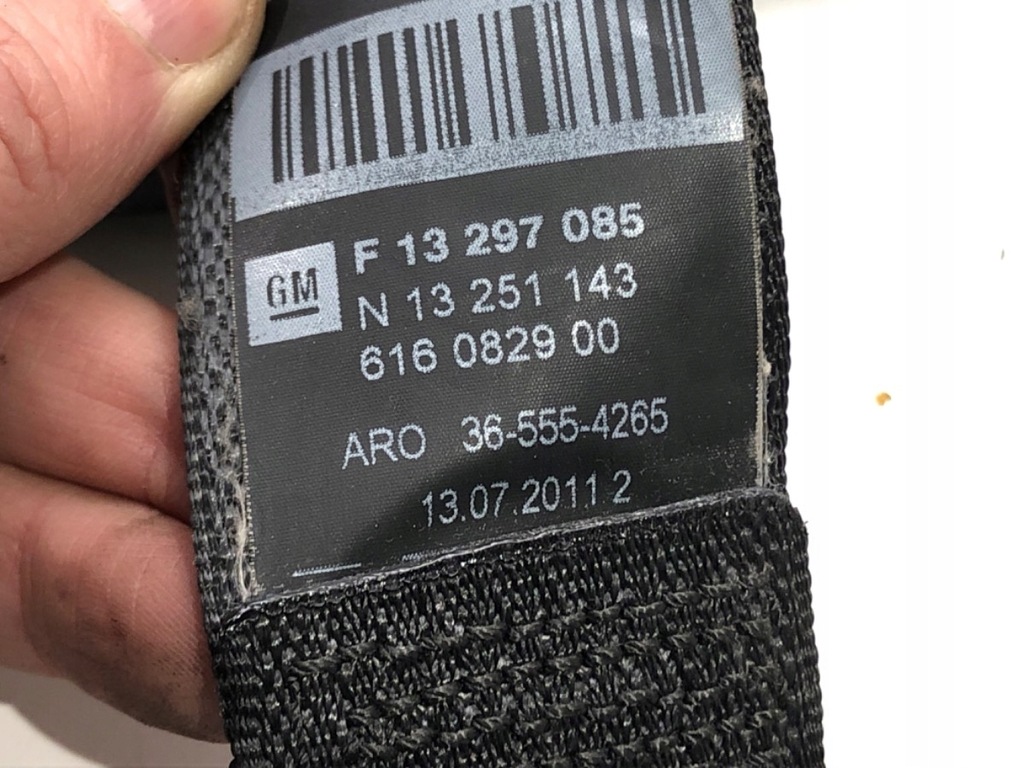 GM
F 13 297 085
N 13 251 143
616 0829 00
ARO 36-555-4265
13.07.2011 2